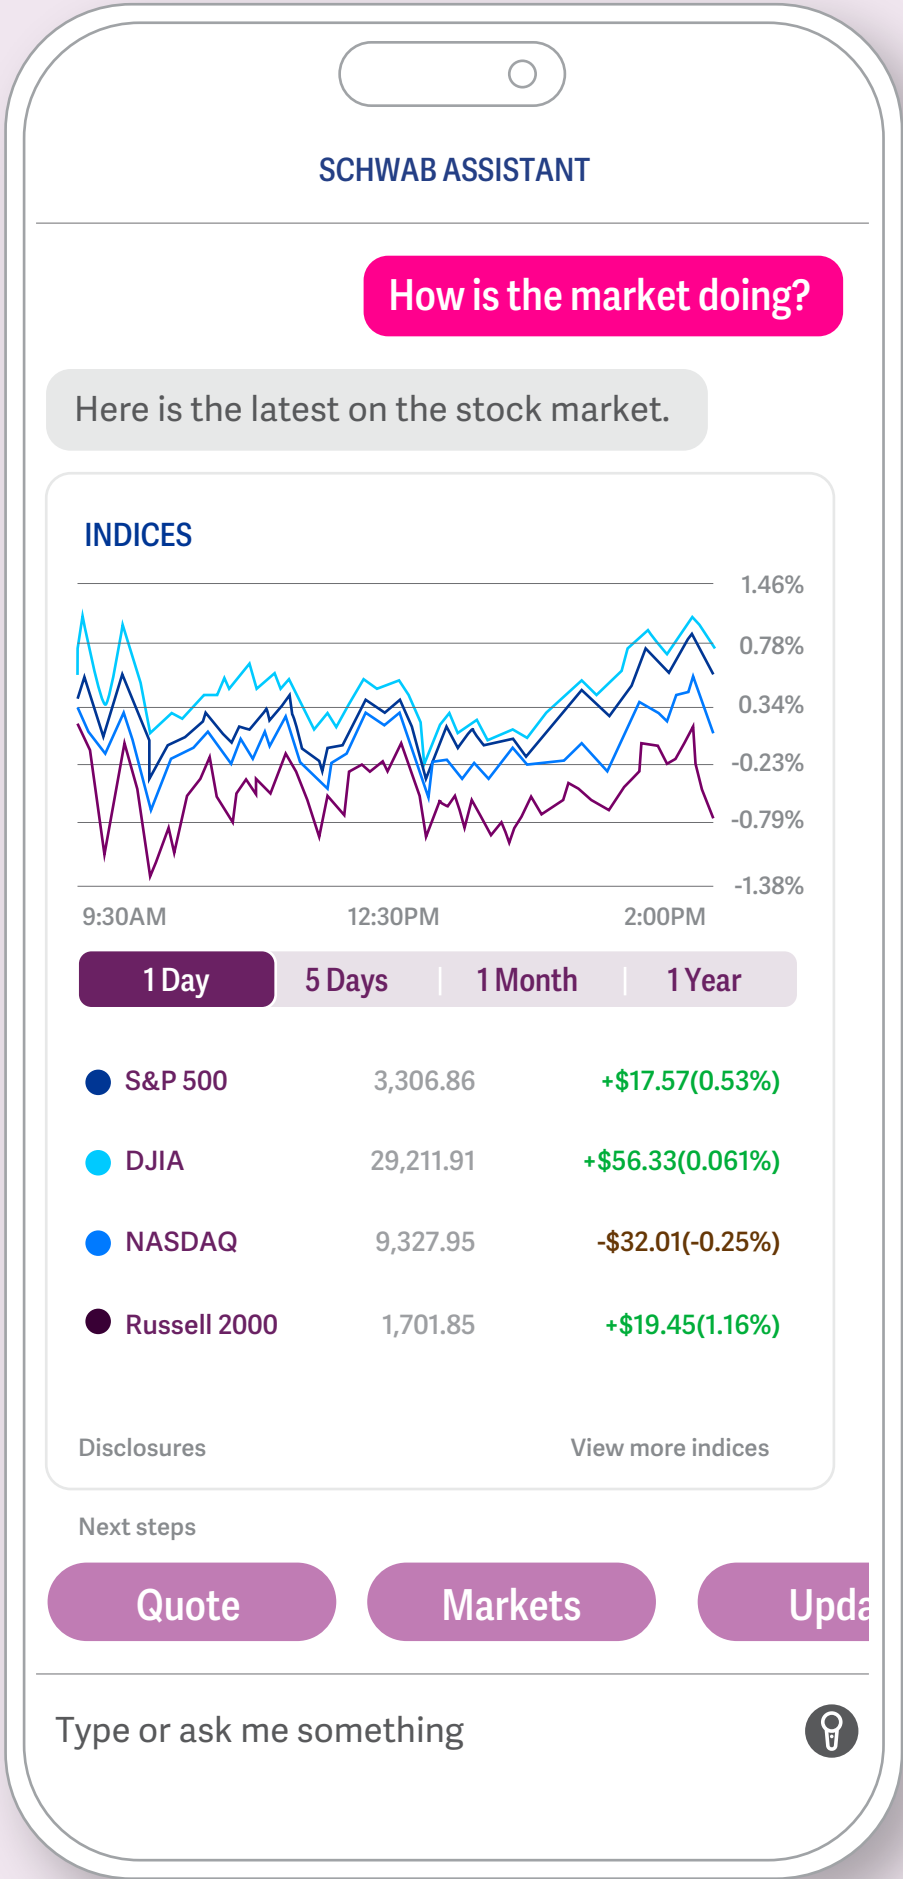 SCHWAB ASSISTANT
How is the market doing?
Here is the latest on the stock market.
INDICES
1.46%
0.78%
0.34%
-0.23%
-0.79%
-1.38%
9:30AM 12:30PM 2:00PM
1 Day 5 Days 1 Month 1 Year
S&P 500 3,306.86 +$17.57(0.53%)
DJIA 29,211.91 +$56.33(0.061%)
NASDAQ 9,327.95 -$32.01(-0.25%)
Russell 2000 1,701.85 +$19.45(1.16%)
Disclosures View more indices
Next steps
Quote Markets Upda
Type or ask me something